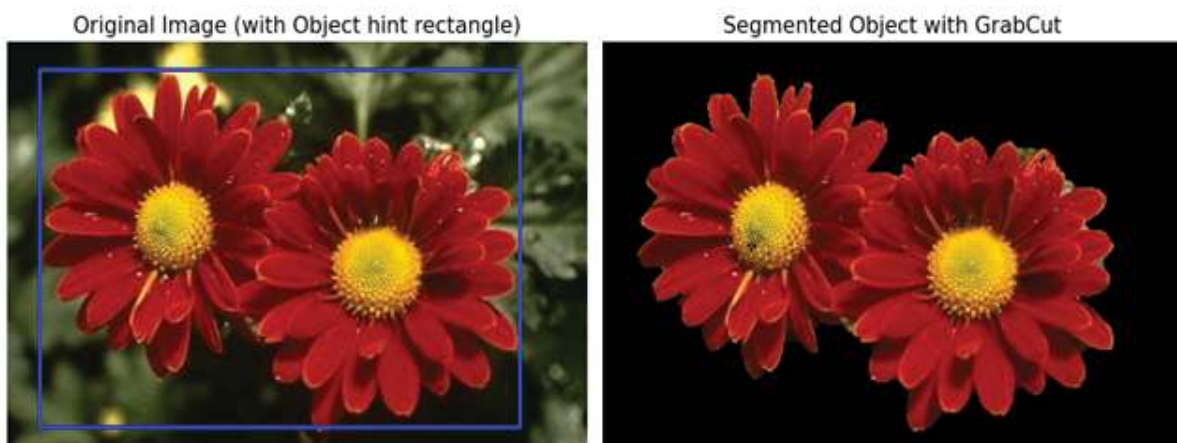 Original Image (with Object hint rectangle)
Segmented Object with GrabCut